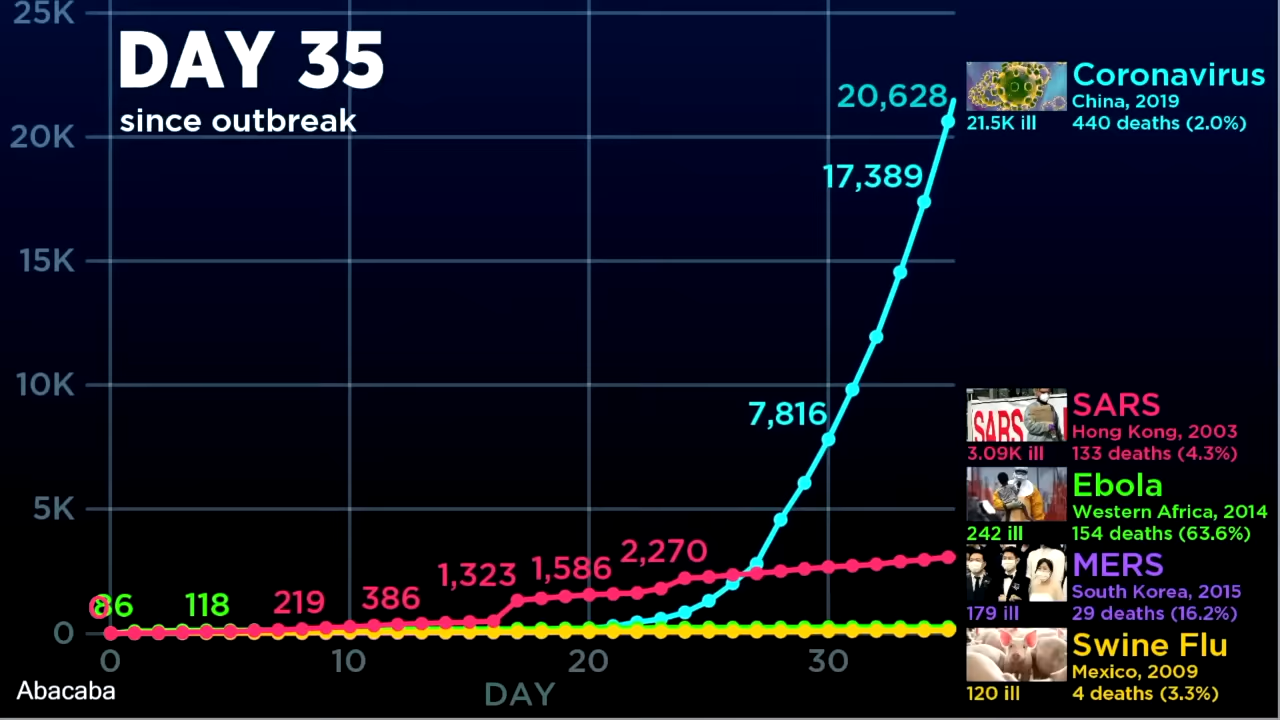 25K
DAY 35
since outbreak
20K
15K
10K
5K
0
20,628
17,389
7,816
2,270
1,586
1,323
386
219
118
86
0
0
10
20
30
DAY
Coronavirus
China, 2019
21.5K ill
440 deaths (2.0%)
SARS
SARS
Hong Kong, 2003
3.09K ill
133 deaths (4.3%)
Ebola
Western Africa, 2014
242 ill
154 deaths (63.6%)
MERS
South Korea, 2015
179 ill
29 deaths (16.2%)
Swine Flu
Mexico, 2009
120 ill
4 deaths (3.3%)
Abacaba